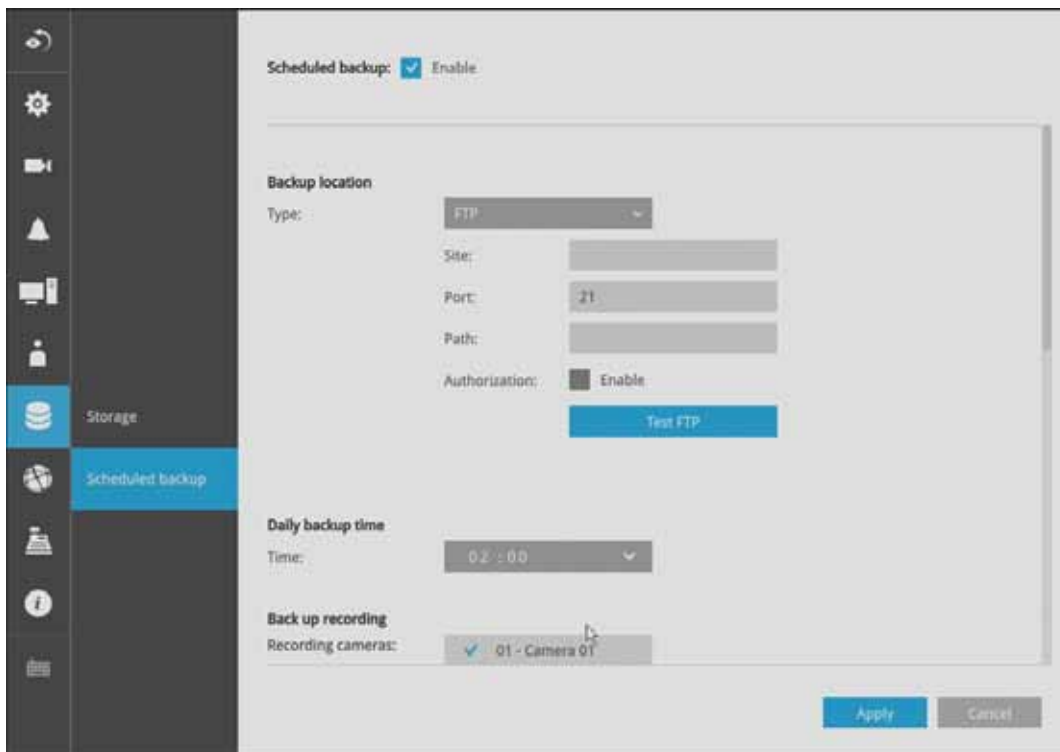 Scheduled backup: Enable
Backup location
Type: FTP
Site:
Port: 21
Path:
Authorization: Enable
Test FTP
Storage
Scheduled backup
Daily backup time
Time: 02 : 00
Back up recording
Recording cameras: 01 - Camera 01
Apply Cancel